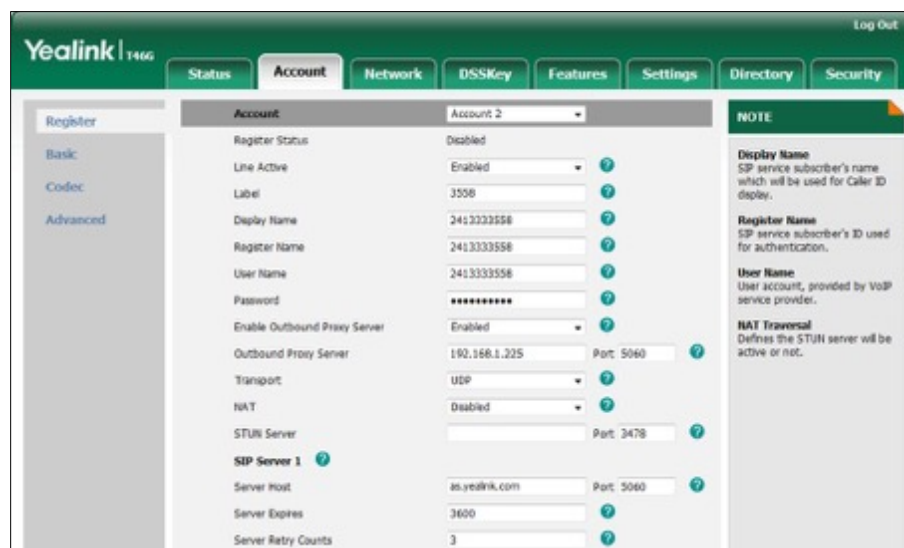 Log Out
Yealink T46G
Status Account Network DSSKey Features Settings Directory Security
Register
Basic
Codec
Advanced
Account Account 2
Register Status Disabled
Line Active Enabled
Label 3558
Display Name 2413333558
Register Name 2413333558
User Name 2413333558
Password ••••••••••
Enable Outbound Proxy Server Enabled
Outbound Proxy Server 192.168.1.225 Port 5060
Transport UDP
NAT Disabled
STUN Server Port 3478
SIP Server 1
Server Host as.yealink.com Port 5060
Server Expires 3600
Server Retry Counts 3
NOTE
Display Name
SIP service subscriber's name
which will be used for Caller ID
display.
Register Name
SIP service subscriber's ID used
for authentication.
User Name
User account, provided by VoIP
service provider.
NAT Traversal
Defines the STUN server will be
active or not.